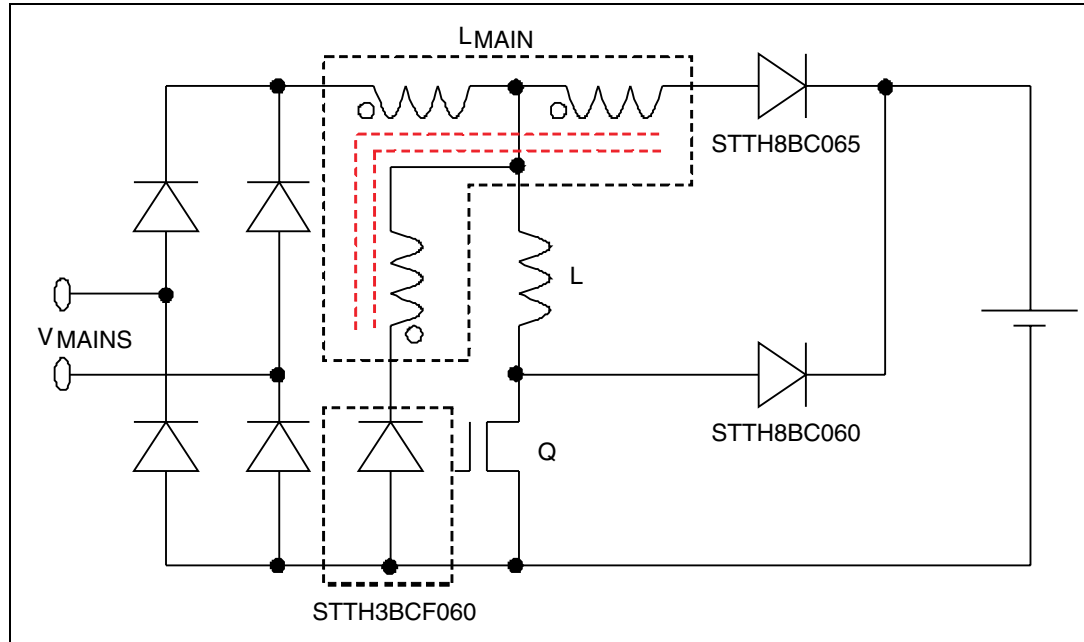 LMAIN
STTH8BC065
L
VMAINS
STTH8BC060
Q
STTH3BCF060